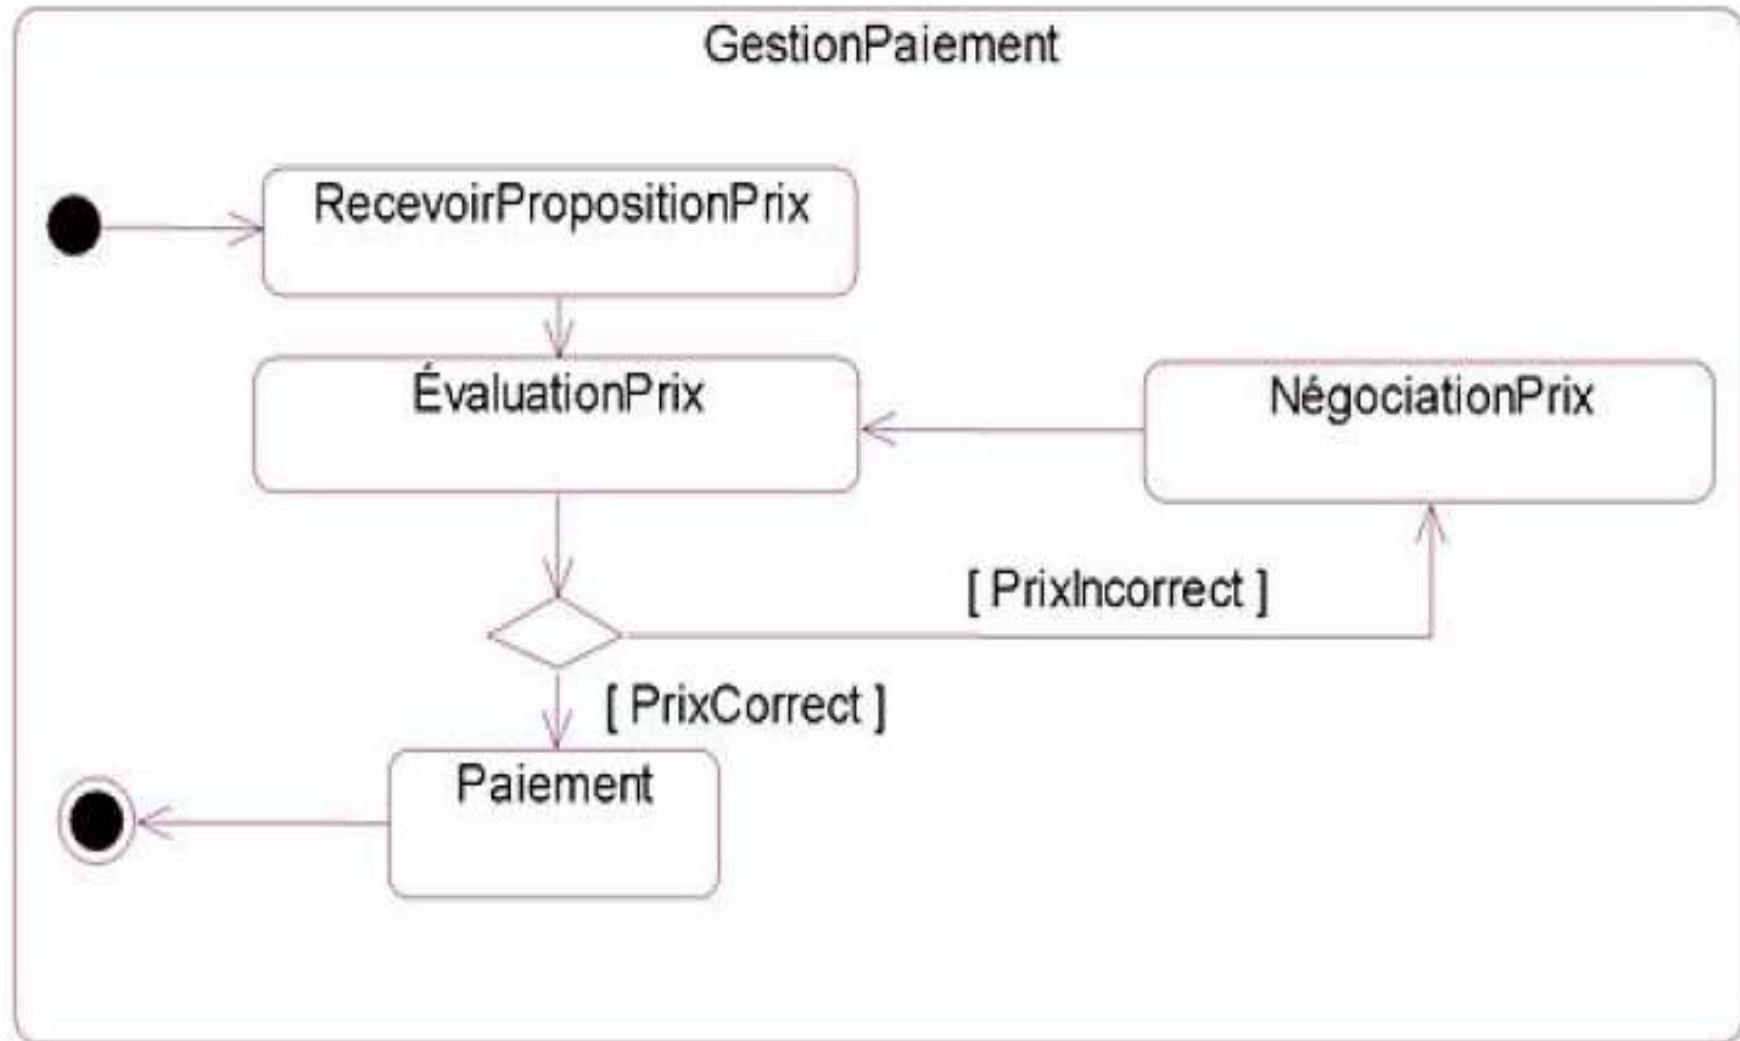 GestionPaiement
RecevoirPropositionPrix
ÉvaluationPrix
NégociationPrix
[ PrixIncorrect ]
[ PrixCorrect ]
Paiement